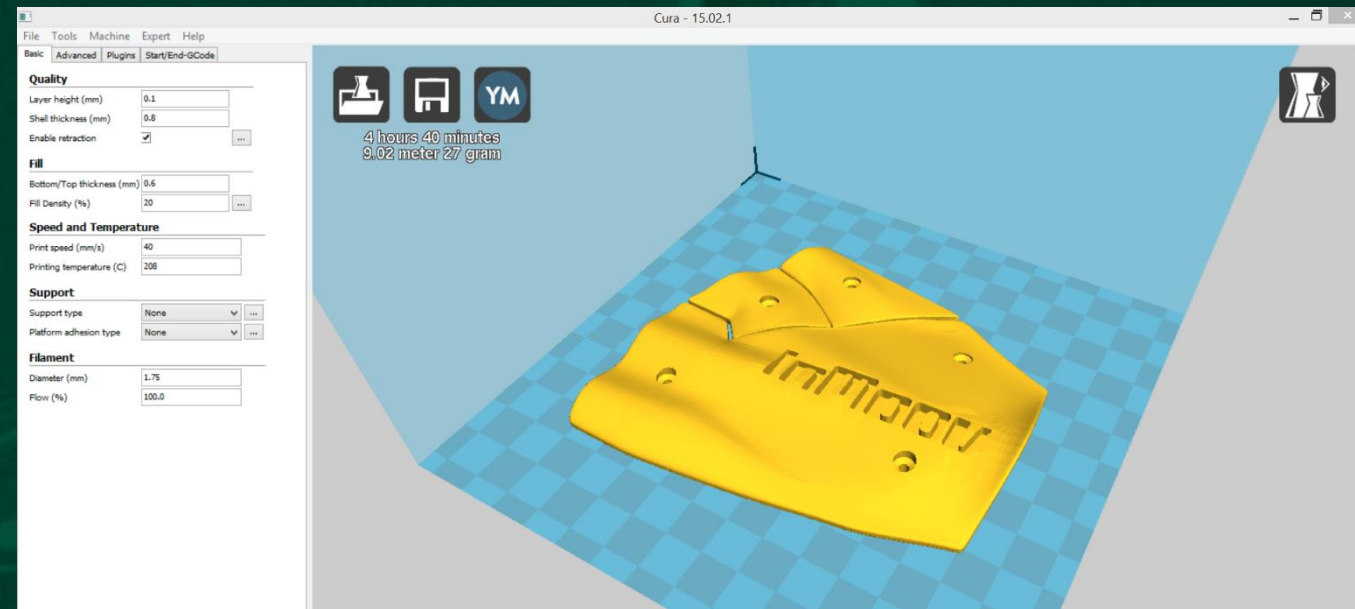 Cura - 15.02.1
File Tools Machine Expert Help
Basic Advanced Plugins Start/End-GCode
Quality
Layer height (mm) 0.1
Shell thickness (mm) 0.8
Enable retraction ...
Fill
Bottom/Top thickness (mm) 0.6
Fill Density (%) 20 ...
Speed and Temperature
Print speed (mm/s) 40
Printing temperature (C) 208
Support
Support type None ...
Platform adhesion type None ...
Filament
Diameter (mm) 1.75
Flow (%) 100.0
YM
4 hours 40 minutes
9.02 meter 27 gram
InMoov